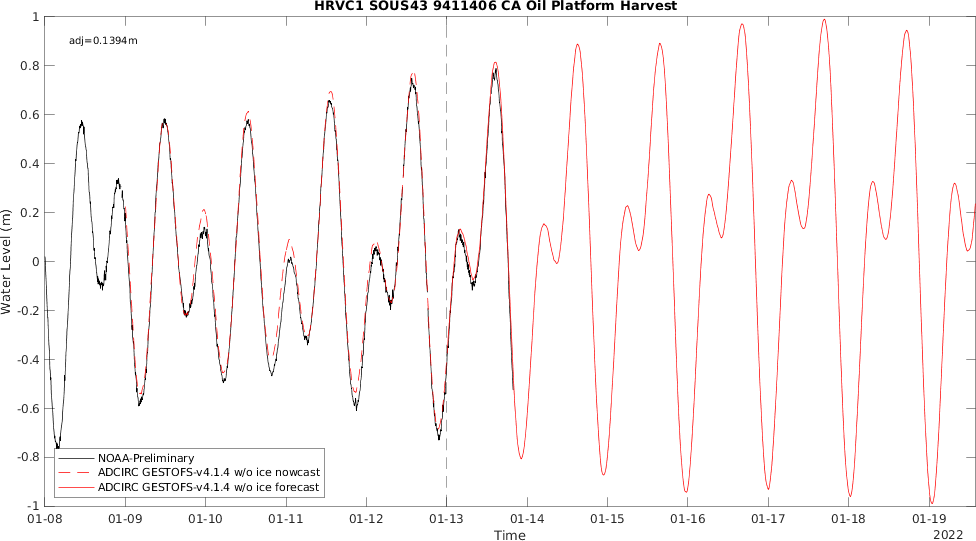 HRVC1 SOUS43 9411406 CA Oil Platform Harvest
adj=0.1394m
1
0.8
0.6
0.4
0.2
0
-0.2
-0.4
-0.6
-0.8
-1
Water Level (m)
NOAA-Preliminary
ADCIRC GESTOFS-v4.1.4 w/o ice nowcast
ADCIRC GESTOFS-v4.1.4 w/o ice forecast
01-08 01-09 01-10 01-11 01-12 01-13 01-14 01-15 01-16 01-17 01-18 01-19
Time
2022